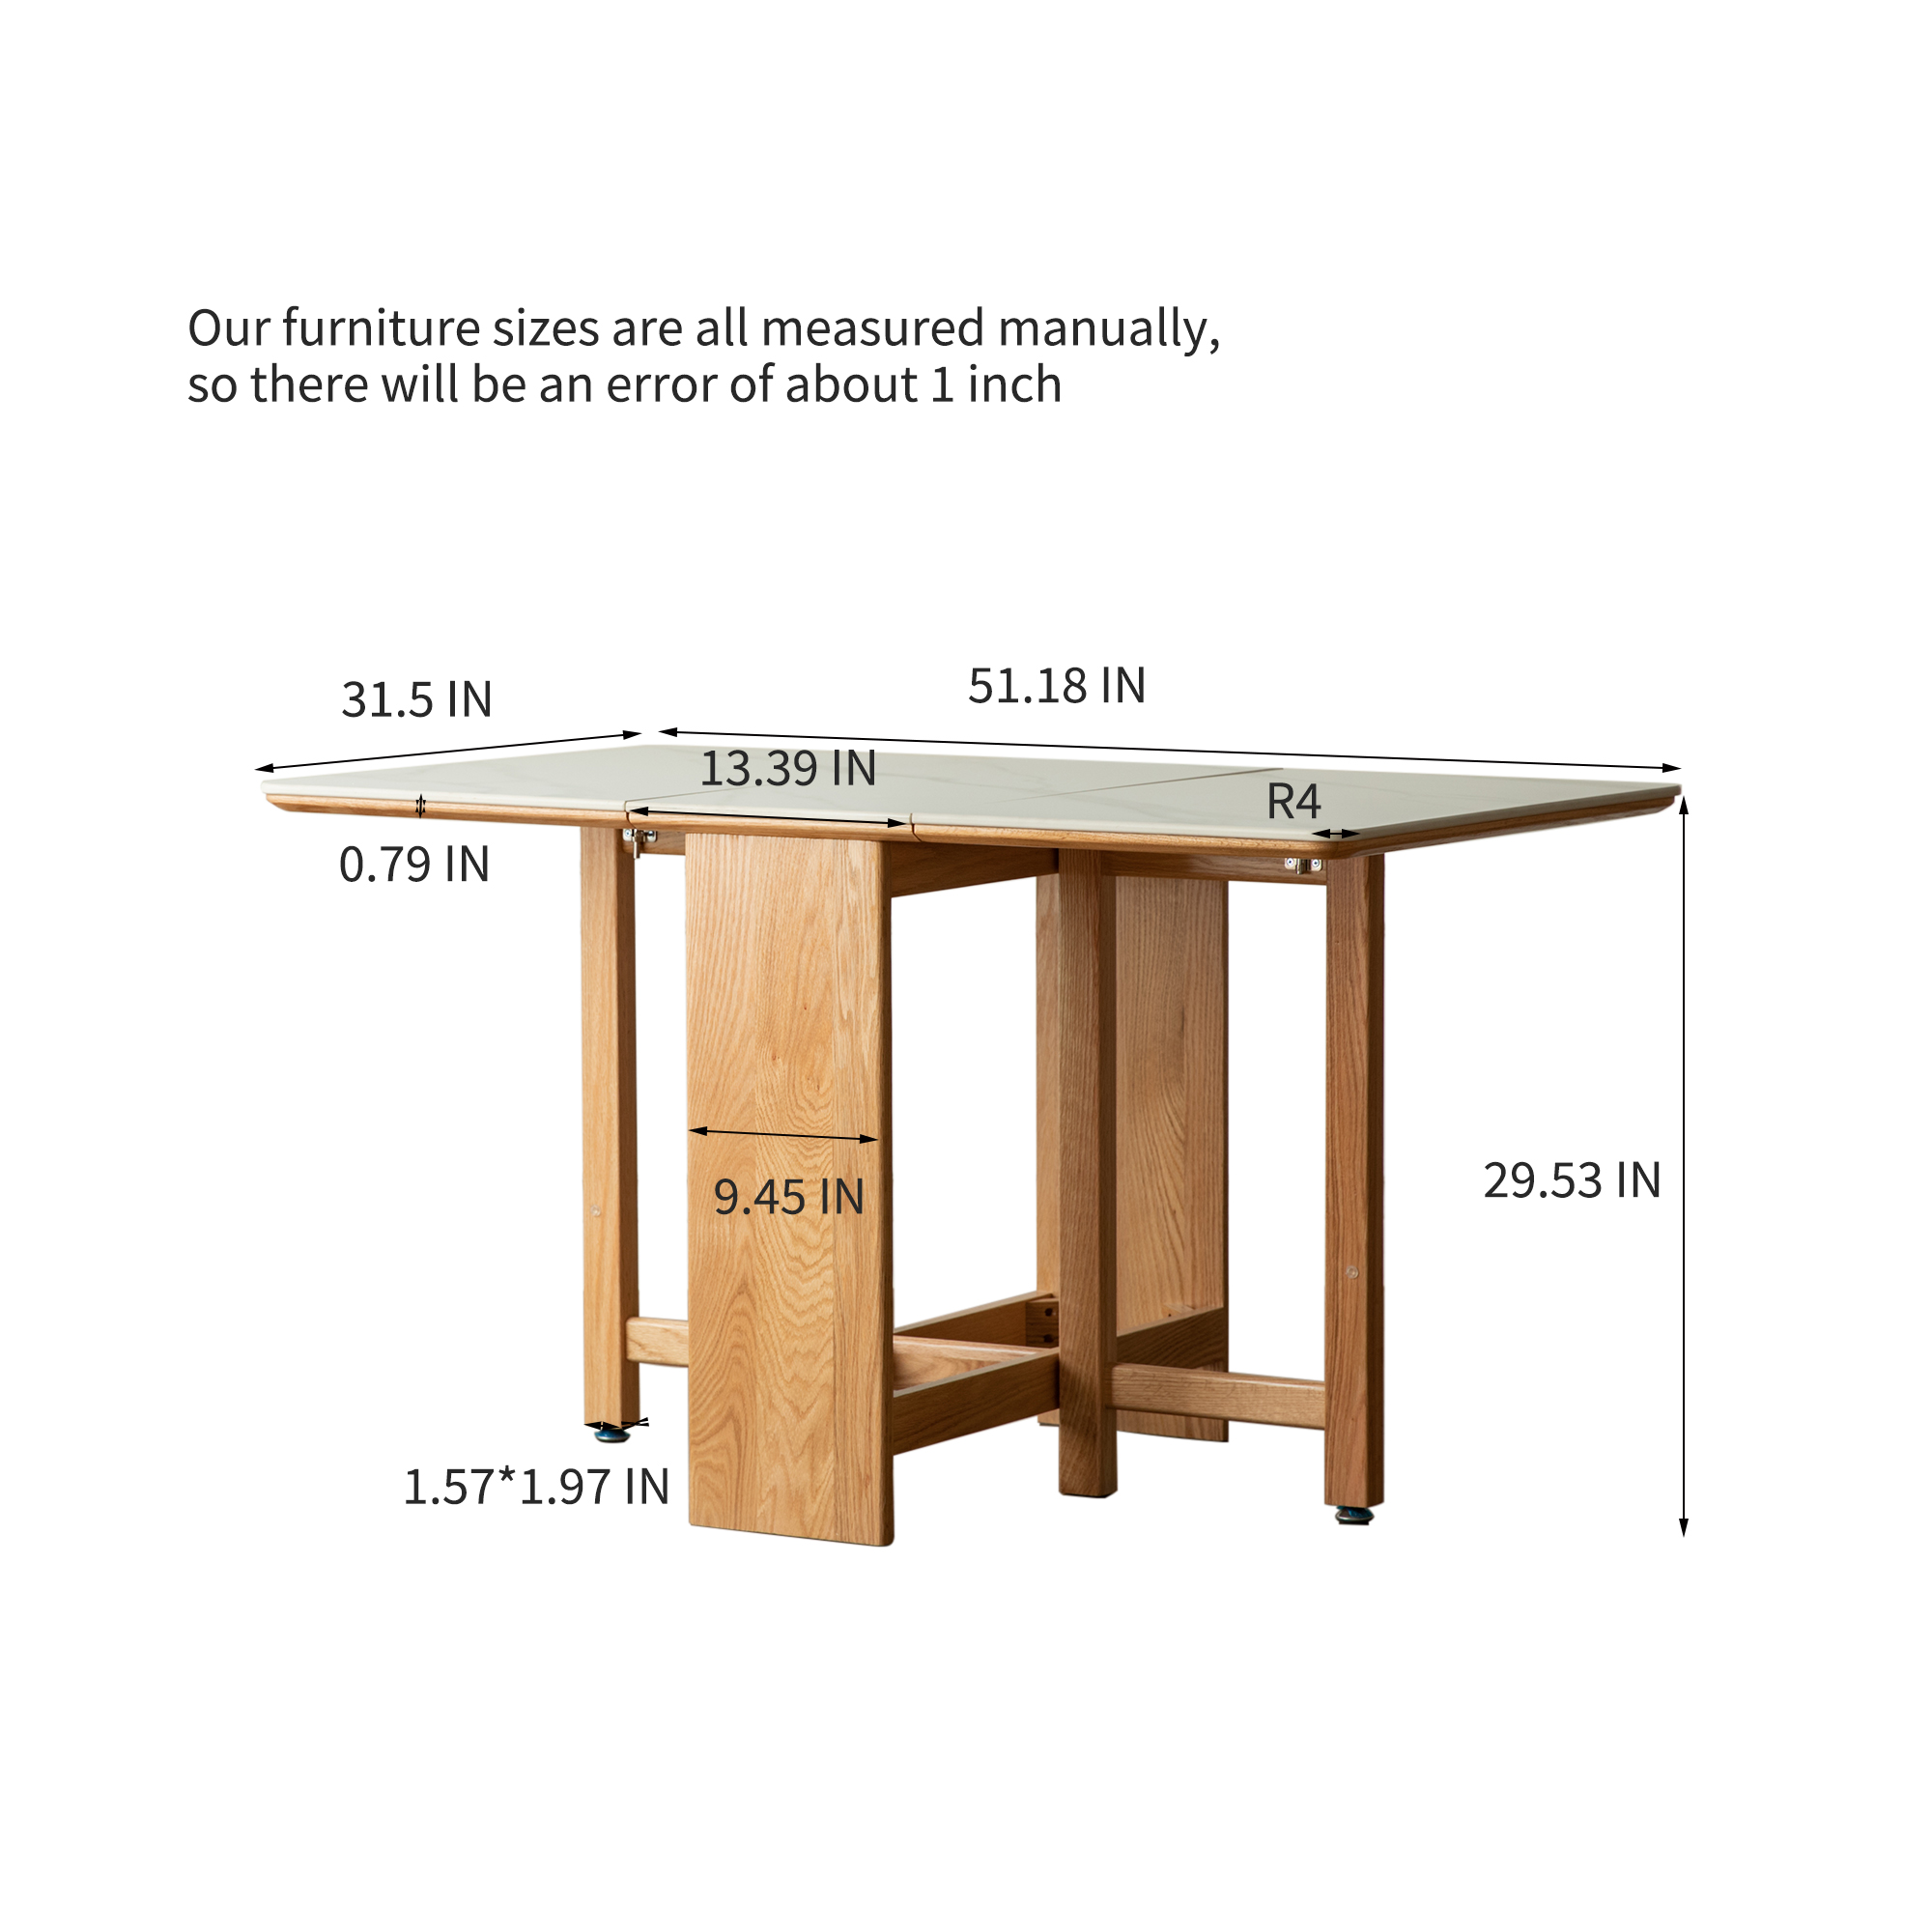 Our furniture sizes are all measured manually,
so there will be an error of about 1 inch
31.5 IN
51.18 IN
13.39 IN
R4
0.79 IN
9.45 IN
29.53 IN
1.57*1.97 IN